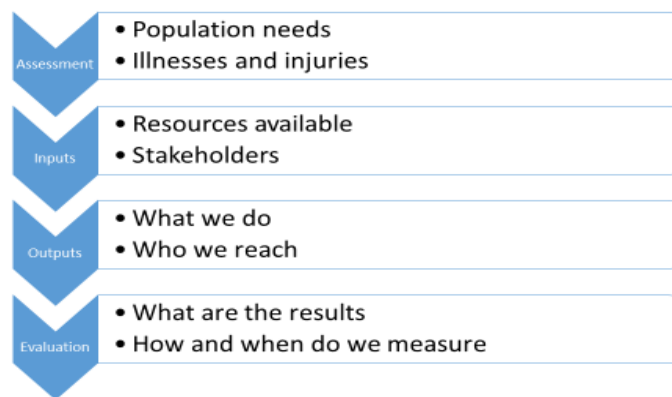 Assessment
• Population needs
• Illnesses and injuries
Inputs
• Resources available
• Stakeholders
Outputs
• What we do
• Who we reach
Evaluation
• What are the results
• How and when do we measure